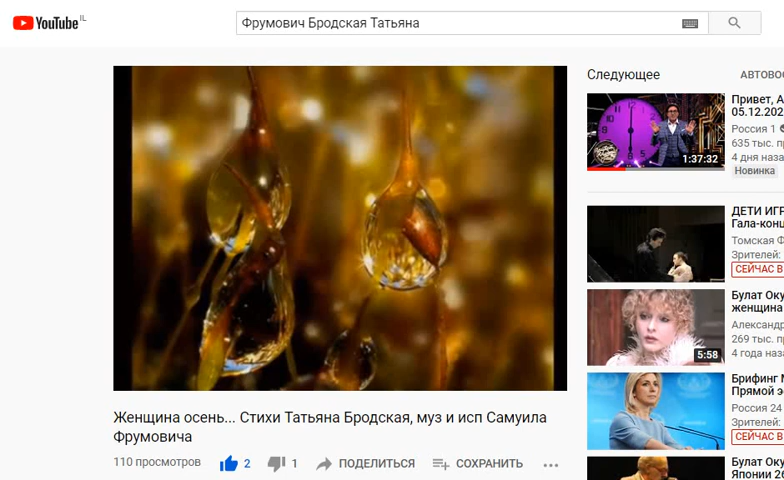 YouTube IL
Фрумович Бродская Татьяна
Следующее
АВТОВОС
Привет, А
05.12.202
Россия 1
635 тыс. п
4 дня наза
Новинка
1:37:32
ДЕТИ ИГР
Гала-конц
Томская Ф
Зрителей:
СЕЙЧАС В
Булат Оку
женщина
Александр
269 тыс. п
4 года наза
5:58
Брифинг М
Прямой э
Россия 24
Зрителей:
СЕЙЧАС В
Булат Оку
Японии 20
Женщина осень... Стихи Татьяна Бродская, муз и исп Самуила
Фрумовича
110 просмотров
2
1
ПОДЕЛИТЬСЯ
СОХРАНИТЬ